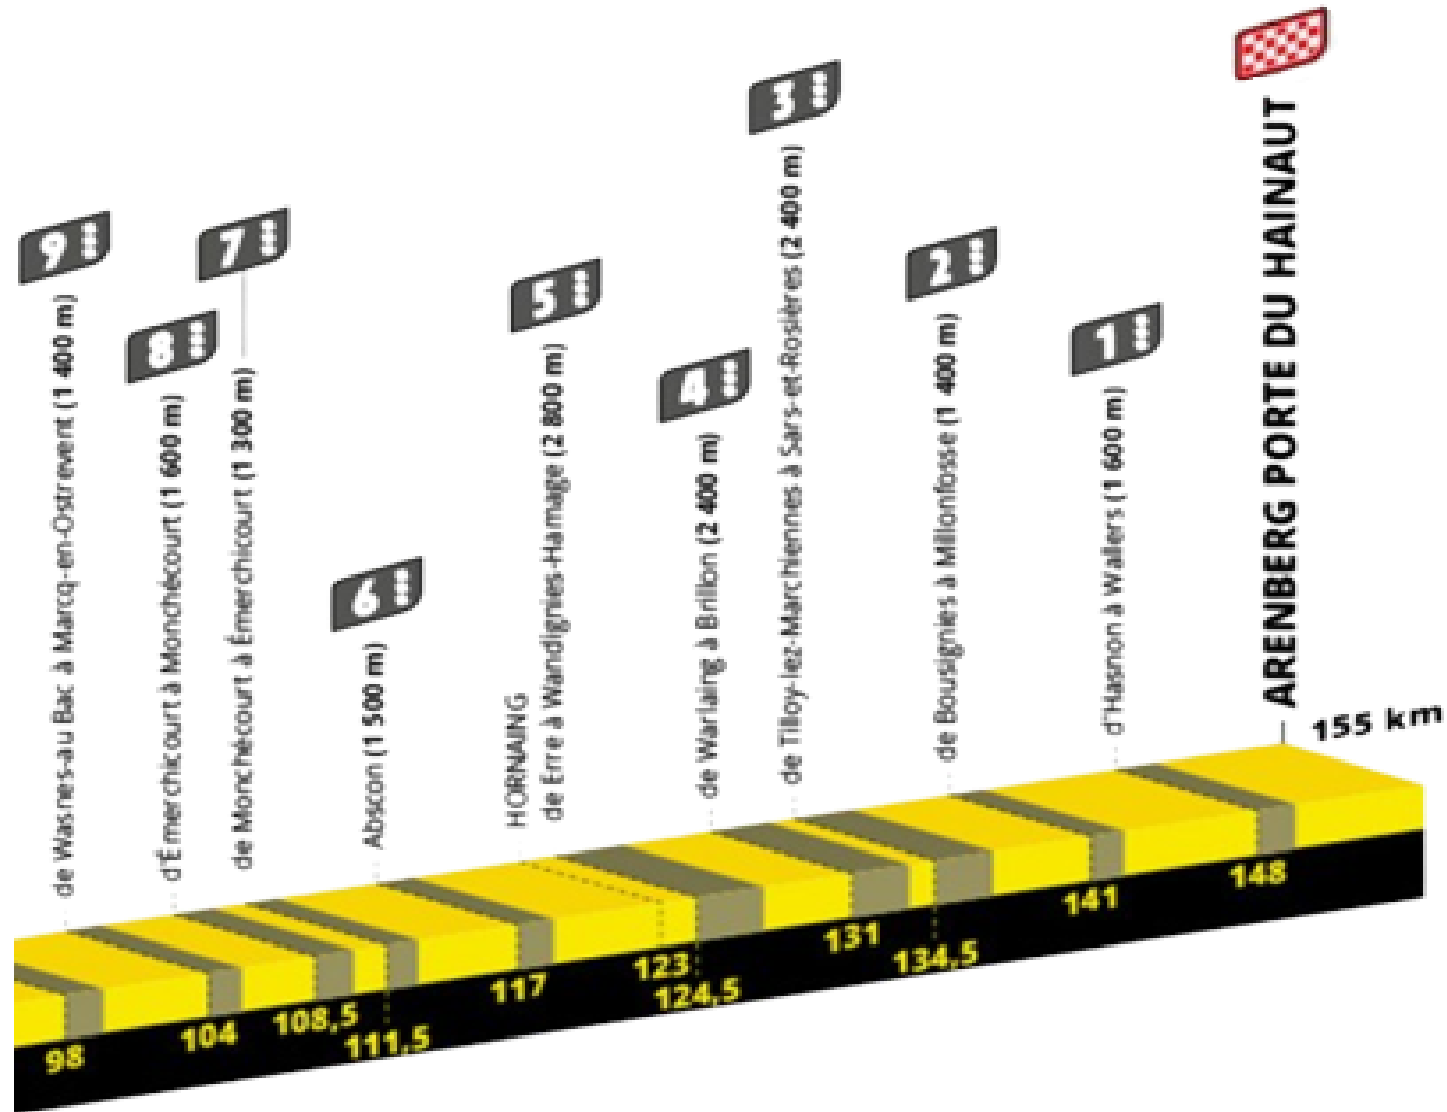 9
de Wasnes-au Bac à Marcq-en-Ostrevent (1 400 m)
8
d'Émerchicourt à Monchécourt (1 600 m)
7
de Monchécourt à Émerchicourt (1 300 m)
6
Abscon (1 500 m)
HORNAING
5
de Erre à Wandignies-Hamage (2 800 m)
4
de Warlaing à Brillon (2 400 m)
3
de Tilloy-lez-Marchiennes à Sars-et-Rosières (2 400 m)
2
de Bousignies à Millonfosse (1 400 m)
1
d'Hasnon à Wallers (1 600 m)
ARENBERG PORTE DU HAINAUT
155 km
98
104
108,5
111,5
117
123
124,5
131
134,5
141
148